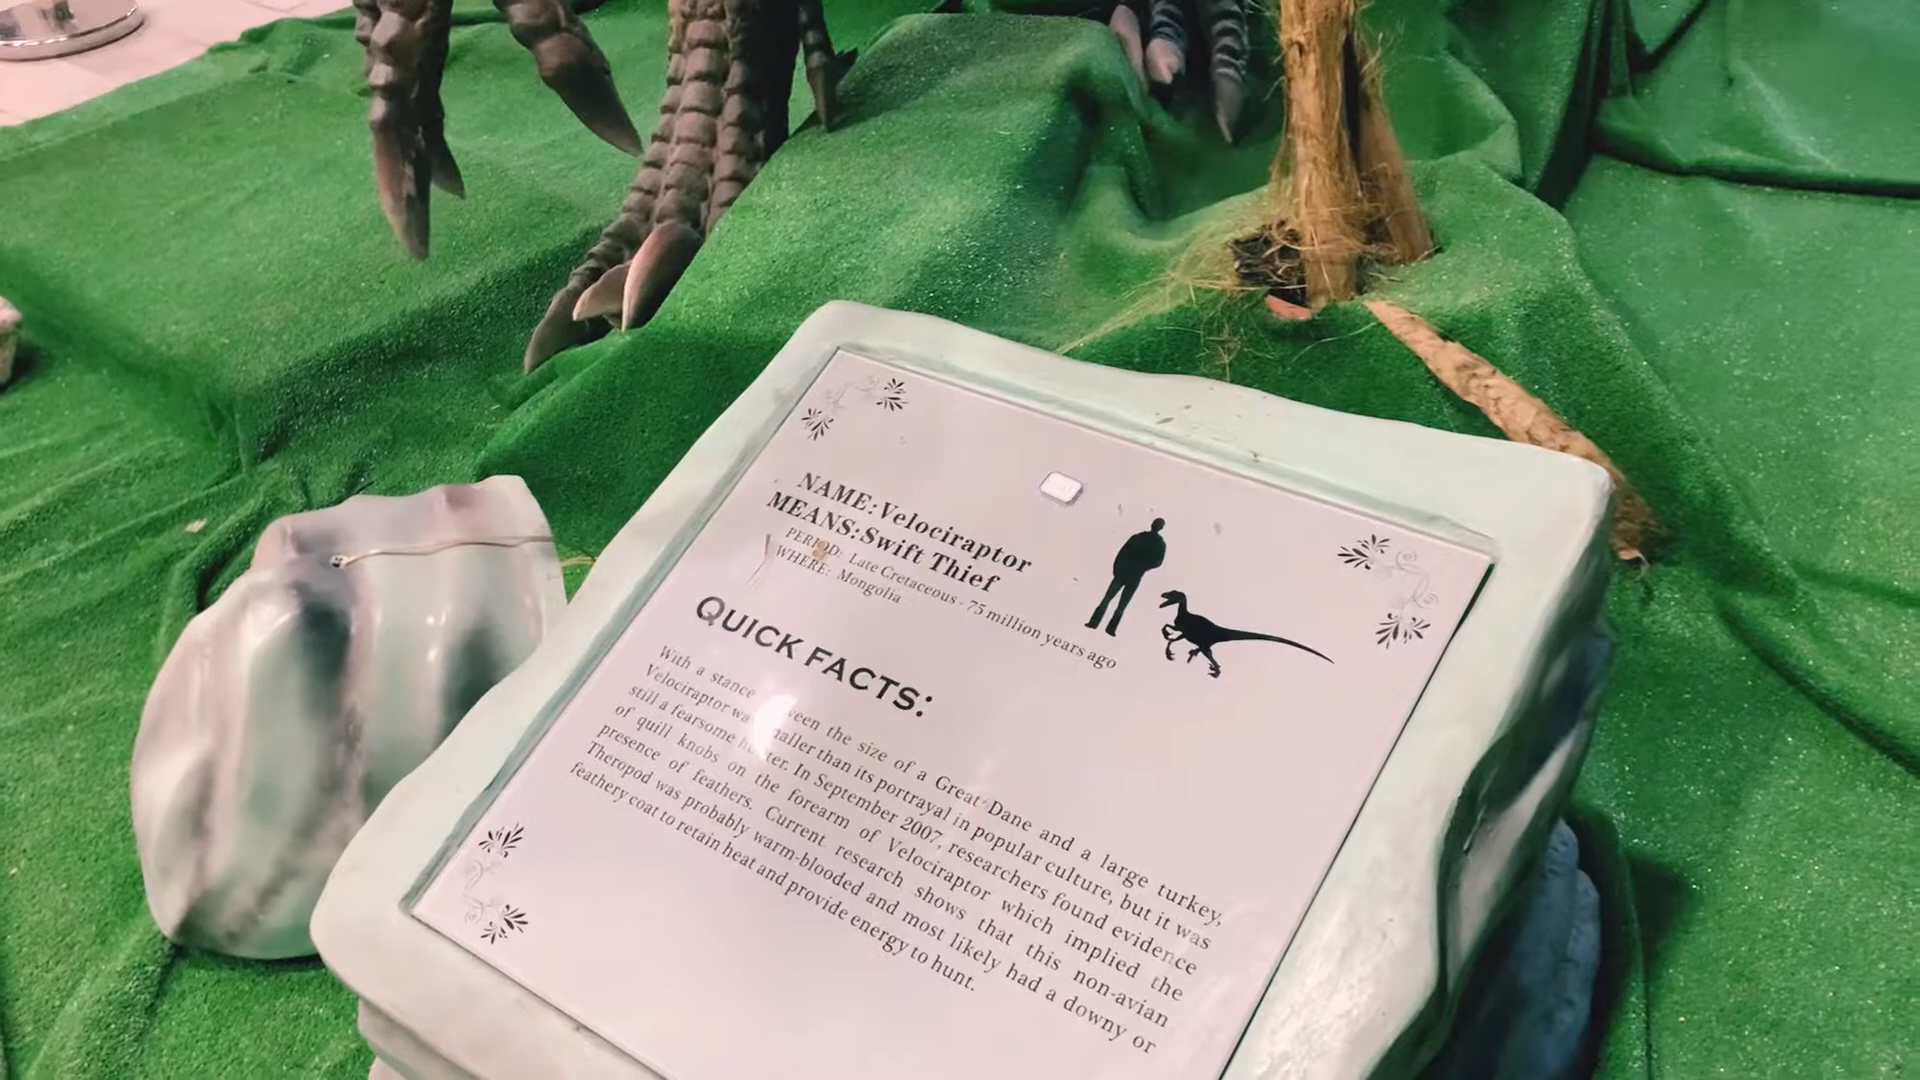 NAME: Velociraptor
MEANS: Swift Thief
PERIOD: Late Cretaceous - 75 million years ago
WHERE: Mongolia
QUICK FACTS:
With a stance ween the size of a Great Dane and a large turkey,
Velociraptor wa maller than its portrayal in popular culture, but it was
still a fearsome hunter. In September 2007, researchers found evidence
of quill knobs on the forearm of Velociraptor which implied the
presence of feathers. Current research shows that this non-avian
Theropod was probably warm-blooded and most likely had a downy or
feathery coat to retain heat and provide energy to hunt.